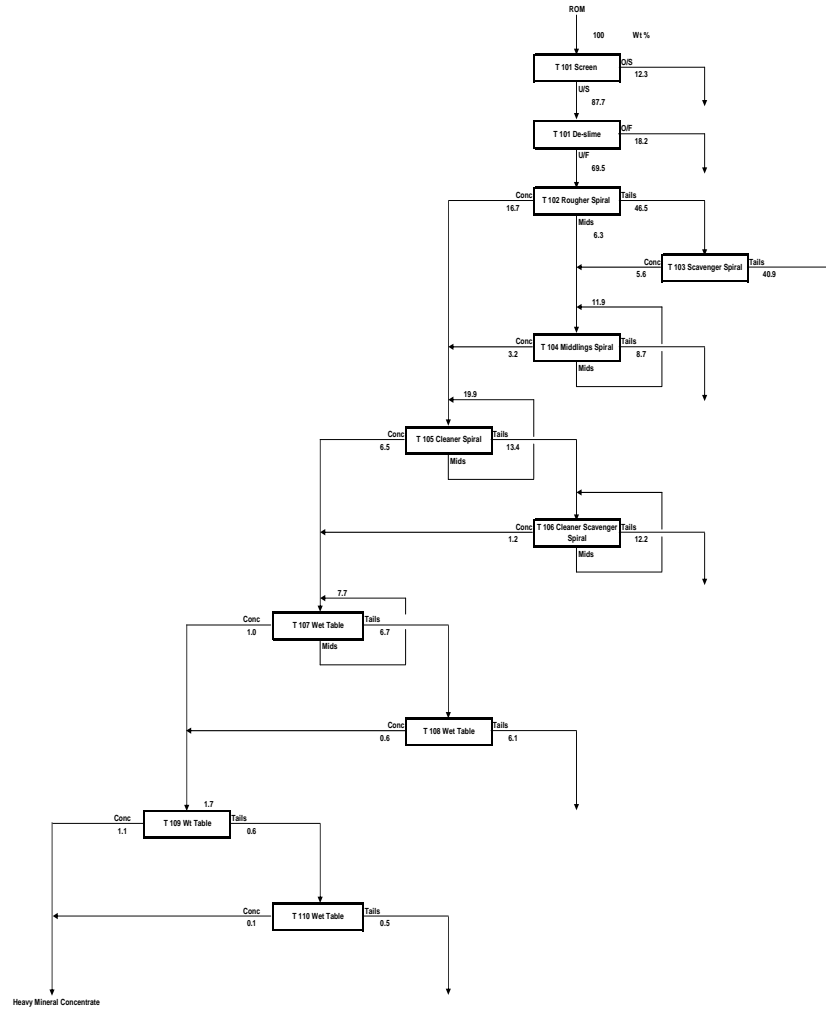 ROM
100 Wt %
T 101 Screen
O/S
12.3
U/S
87.7
T 101 De-slime
O/F
18.2
U/F
69.5
Conc
16.7
T 102 Rougher Spiral
Tails
46.5
Mids
6.3
Conc
5.6
T 103 Scavenger Spiral
Tails
40.9
11.9
Conc
3.2
T 104 Middlings Spiral
Tails
8.7
Mids
19.9
Conc
6.5
T 105 Cleaner Spiral
Tails
13.4
Mids
Conc
1.2
T 106 Cleaner Scavenger
Spiral
Tails
12.2
Mids
7.7
Conc
1.0
T 107 Wet Table
Tails
6.7
Mids
Conc
0.6
T 108 Wet Table
Tails
6.1
1.7
Conc
1.1
T 109 Wt Table
Tails
0.6
Conc
0.1
T 110 Wet Table
Tails
0.5
Heavy Mineral Concentrate